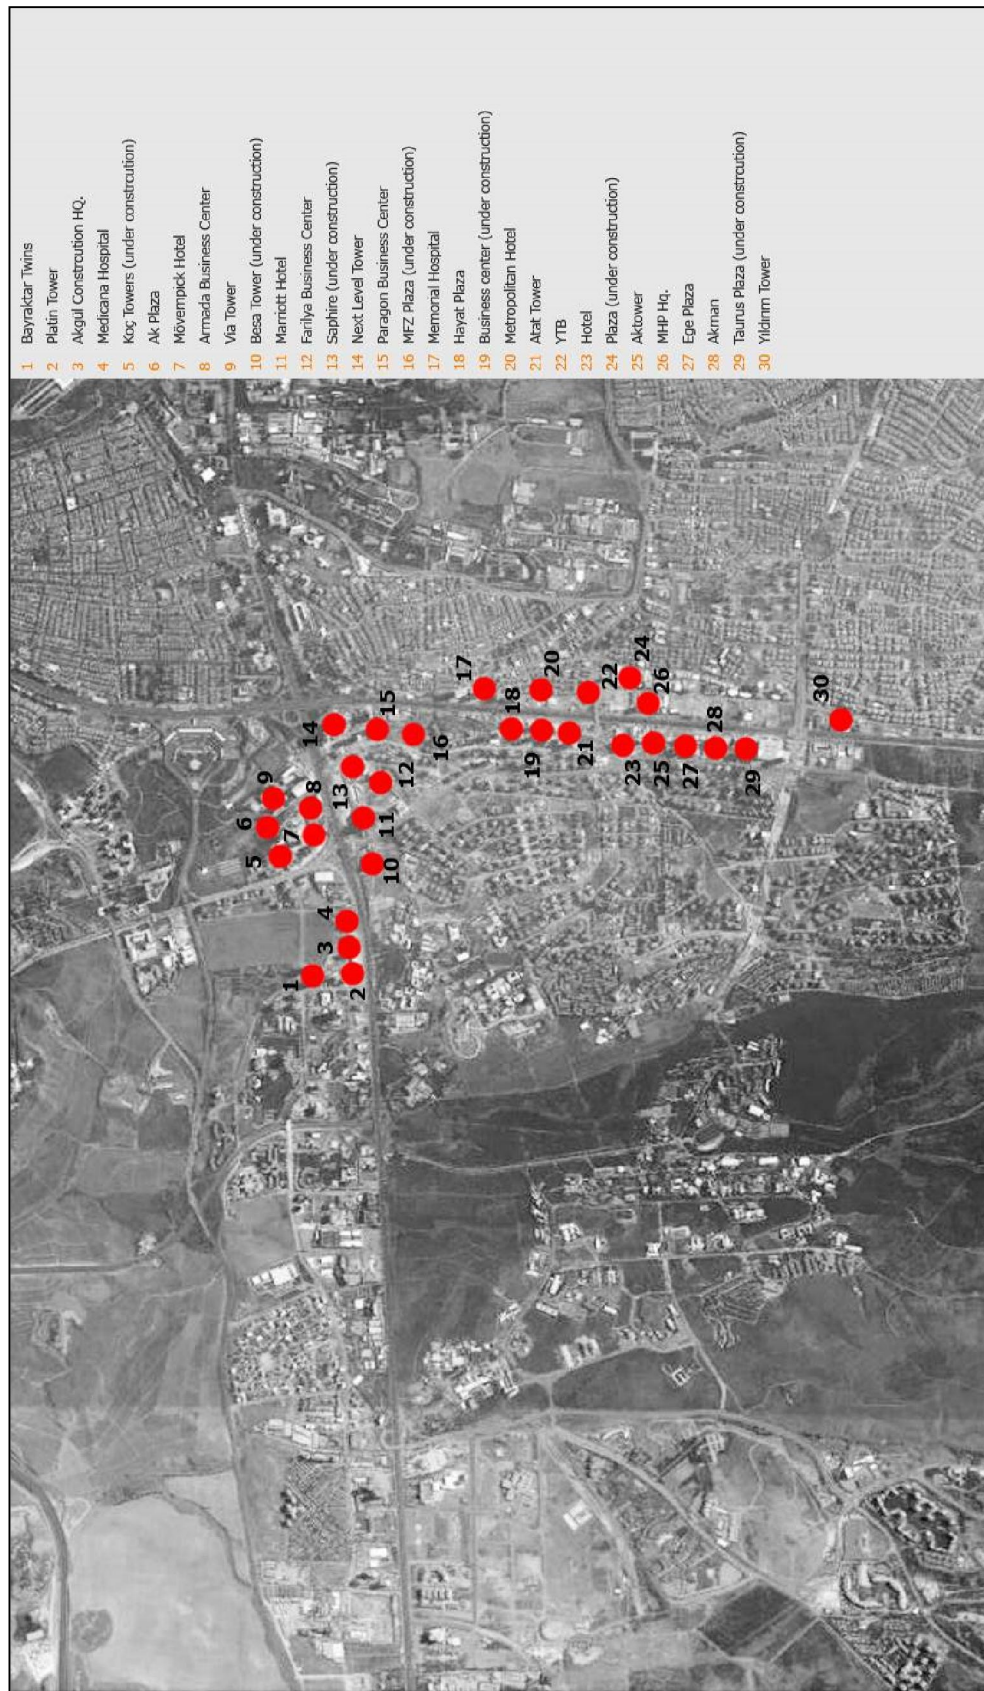 1 Bayraktar Twins
2 Platin Tower
3 Akgul Constrcution HQ.
4 Medicana Hospital
5 Koç Towers (under constrcution)
6 Ak Plaza
7 Mövenpick Hotel
8 Armada Business Center
9 Via Tower
10 Besa Tower (under construction)
11 Marriott Hotel
12 Farilya Business Center
13 Saphire (under construction)
14 Next Level Tower
15 Paragon Business Center
16 MFZ Plaza (under construction)
17 Memorial Hospital
18 Hayat Plaza
19 Business center (under construction)
20 Metropolitan Hotel
21 Atat Tower
22 YTB
23 Hotel
24 Plaza (under construction)
25 Aktower
26 MHP Hq.
27 Ege Plaza
28 Akman
29 Taurus Plaza (under constrcution)
30 Yıldırım Tower
1
2
3
4
5
6
7
8
9
10
11
12
13
14
15
16
17
18
19
20
21
22
23
24
25
26
27
28
29
30